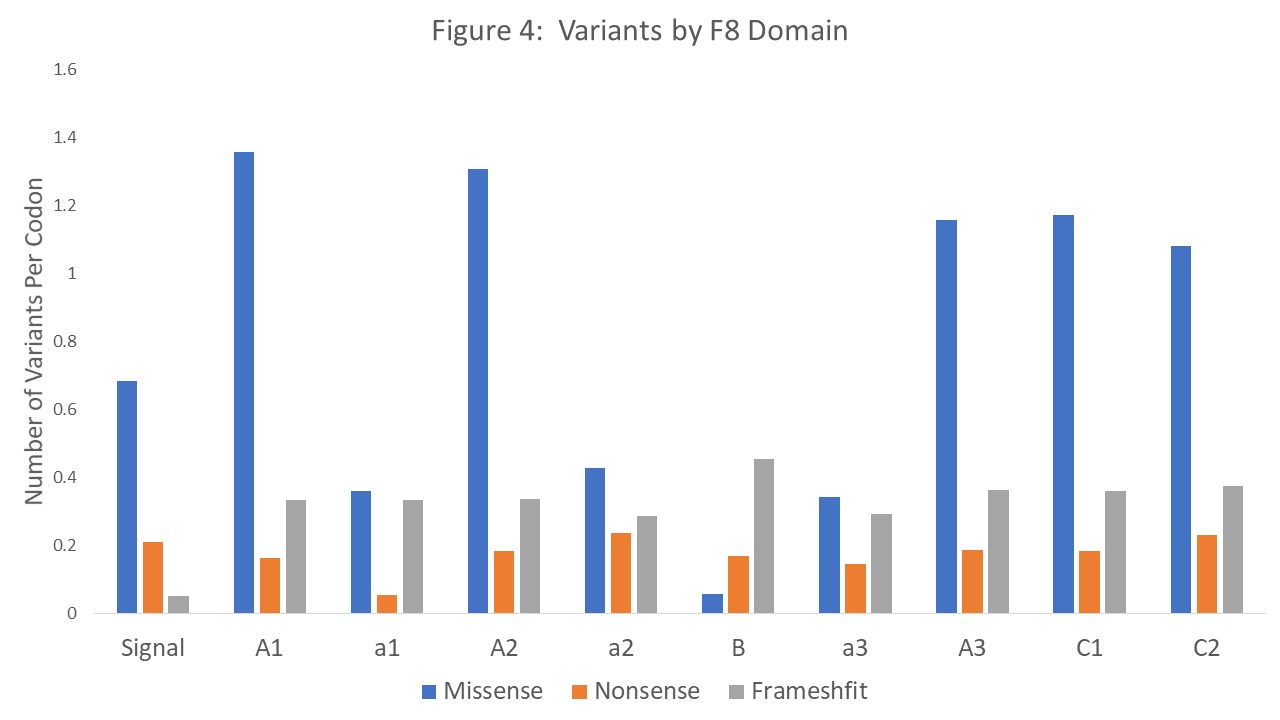 Figure 4:  Variants by F8 Domain
Number of Variants Per Codon
1.6
1.4
1.2
1
0.8
0.6
0.4
0.2
0
Signal A1 a1 A2 a2 B a3 A3 C1 C2
Missense Nonsense Frameshfit